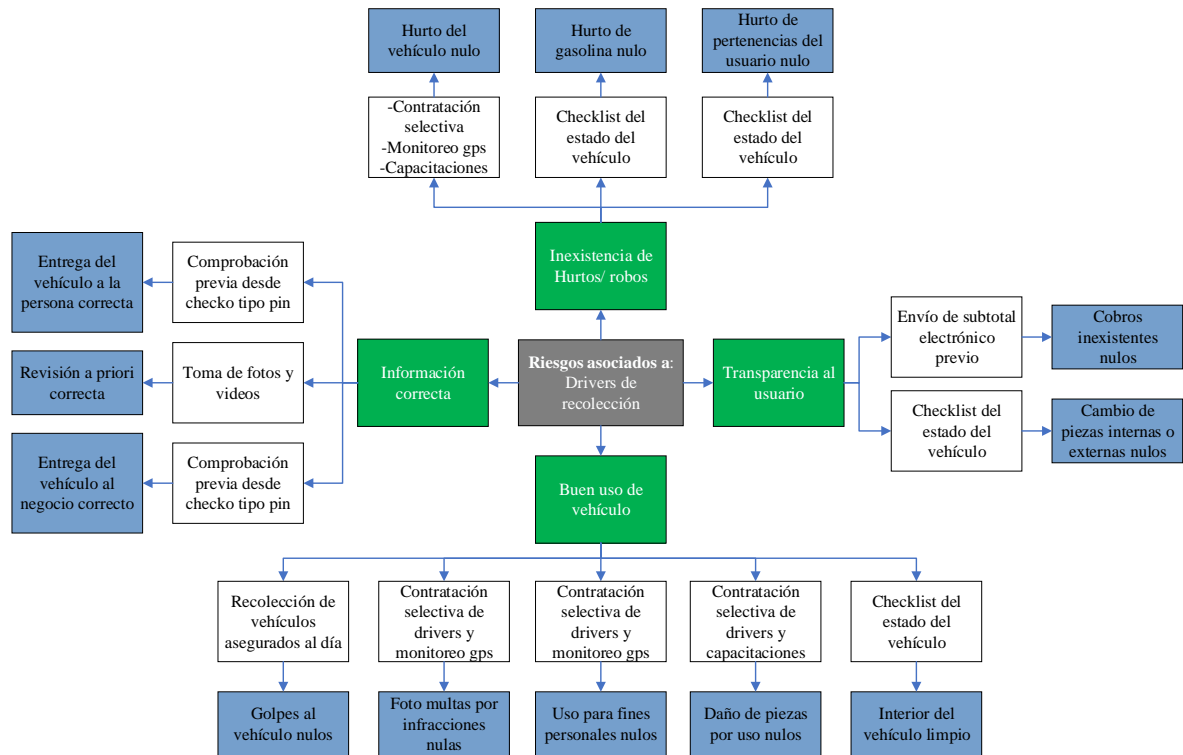 Hurto del
vehículo nulo
Hurto de
gasolina nulo
Hurto de
pertenencias del
usuario nulo
-Contratación
selectiva
-Monitoreo gps
-Capacitaciones
Checklist del
estado del
vehículo
Checklist del
estado del
vehículo
Inexistencia de
Hurtos/ robos
Entrega del
vehículo a la
persona correcta
Comprobación
previa desde
checko tipo pin
Revisión a priori
correcta
Toma de fotos y
videos
Entrega del
vehículo al
negocio correcto
Comprobación
previa desde
checko tipo pin
Información
correcta
Riesgos asociados a:
Drivers de
recolección
Transparencia al
usuario
Envío de subtotal
electrónico
previo
Cobros
inexistentes
nulos
Checklist del
estado del
vehículo
Cambio de
piezas internas o
externas nulos
Buen uso de
vehículo
Recolección de
vehículos
asegurados al día
Contratación
selectiva de
drivers y
monitoreo gps
Contratación
selectiva de
drivers y
monitoreo gps
Contratación
selectiva de
drivers y
capacitaciones
Checklist del
estado del
vehículo
Golpes al
vehículo nulos
Foto multas por
infracciones
nulas
Uso para fines
personales nulos
Daño de piezas
por uso nulos
Interior del
vehículo limpio